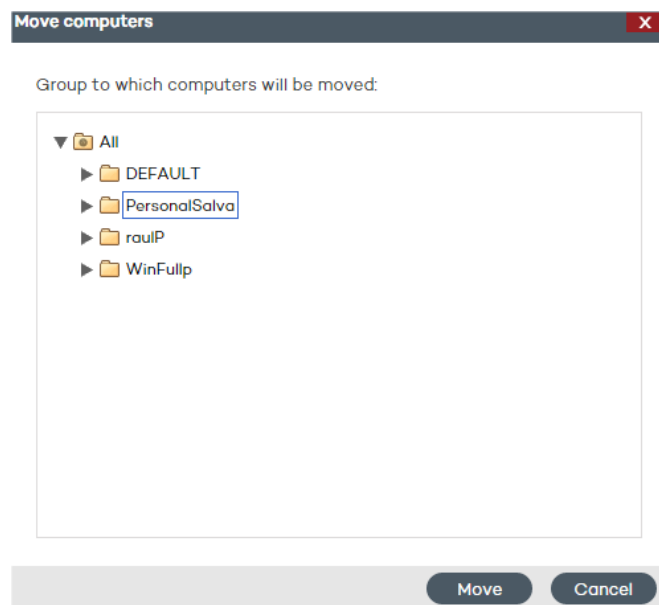 Move computers X
Group to which computers will be moved:
All
DEFAULT
PersonalSalva
raulP
WinFullp
Move Cancel